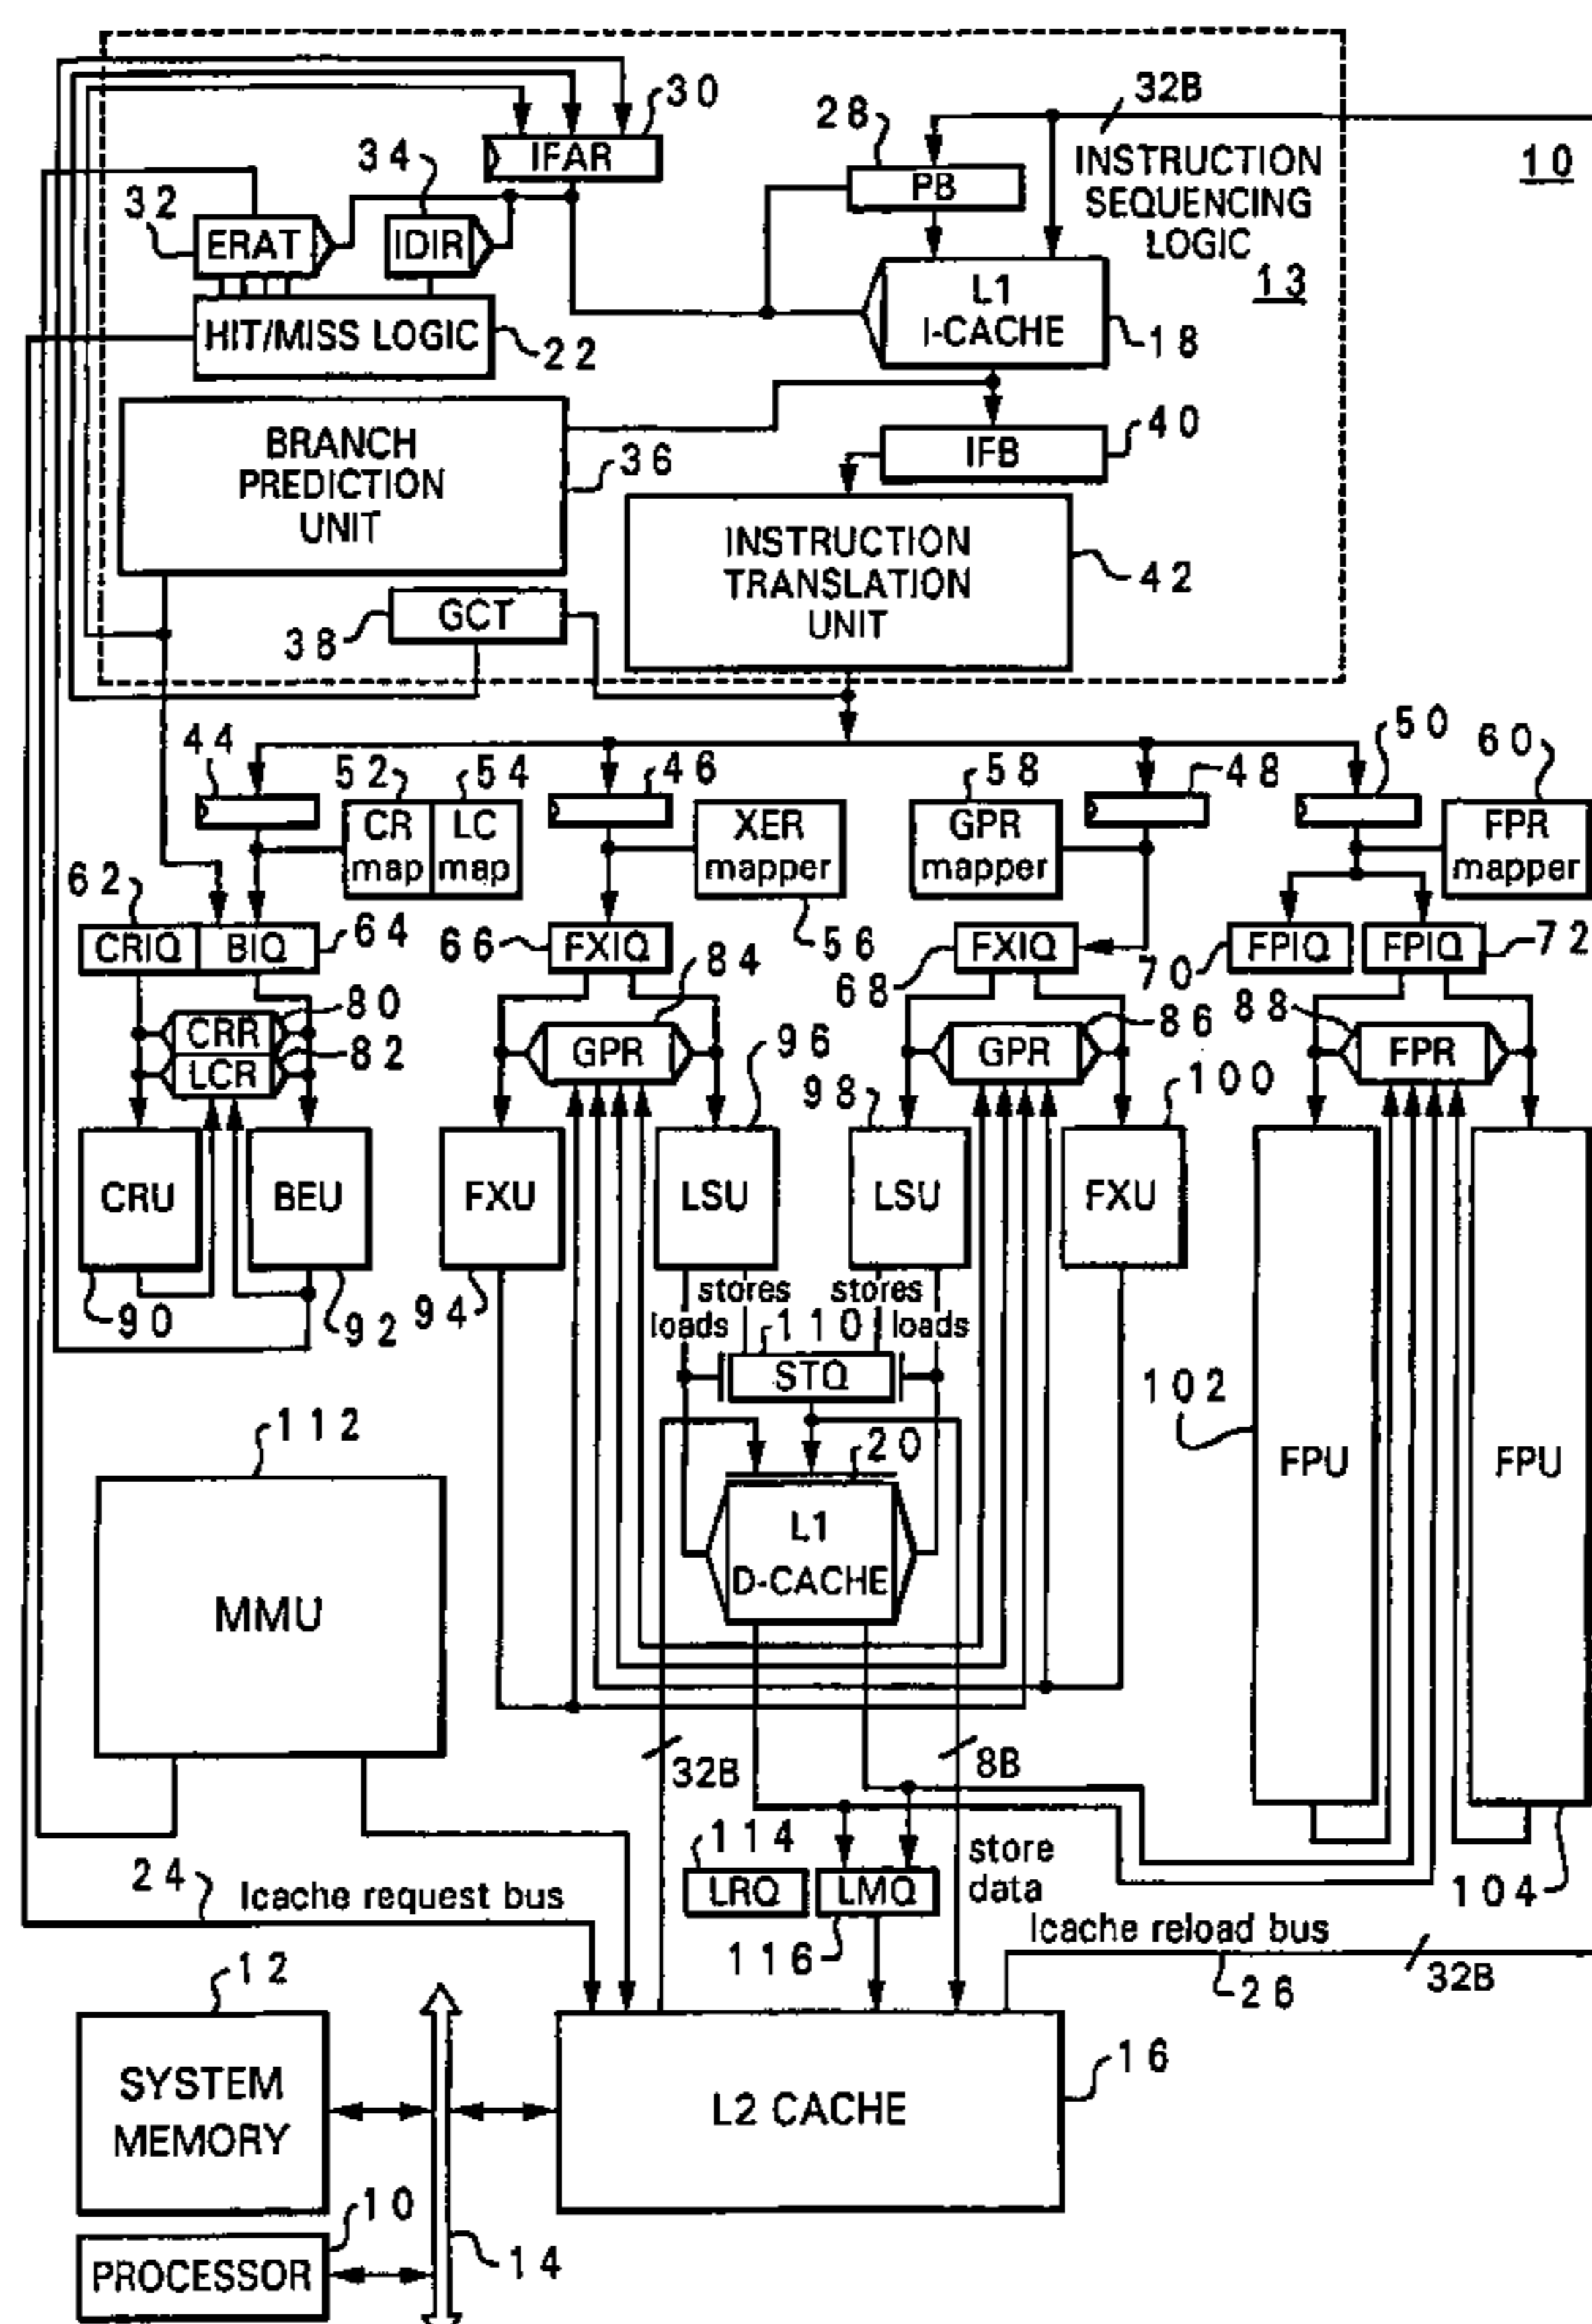 30
28
32B
10
34
IFAR
PB
INSTRUCTION
SEQUENCING
LOGIC
13
32
ERAT
IDIR
L1
I-CACHE
18
HIT/MISS LOGIC
22
BRANCH
PREDICTION
UNIT
36
IFB
40
INSTRUCTION
TRANSLATION
UNIT
42
GCT
38
44
52
54
46
58
48
50
60
CR
map
LC
map
XER
mapper
GPR
mapper
FPR
mapper
62
CRIQ
BIQ
64
66
FXIQ
56
84
68
FXIQ
70
FPIQ
FPIQ
72
CRR
80
LCR
82
GPR
96
GPR
86
88
FPR
98
100
CRU
BEU
FXU
LSU
LSU
FXU
90
92
94
stores
stores
loads
110
loads
STQ
102
112
20
FPU
FPU
L1
D-CACHE
MMU
32B
8B
114
store
data
24
Icache request bus
LRQ
LMQ
104
116
Icache reload bus
12
26
32B
SYSTEM
MEMORY
L2 CACHE
16
10
PROCESSOR
14